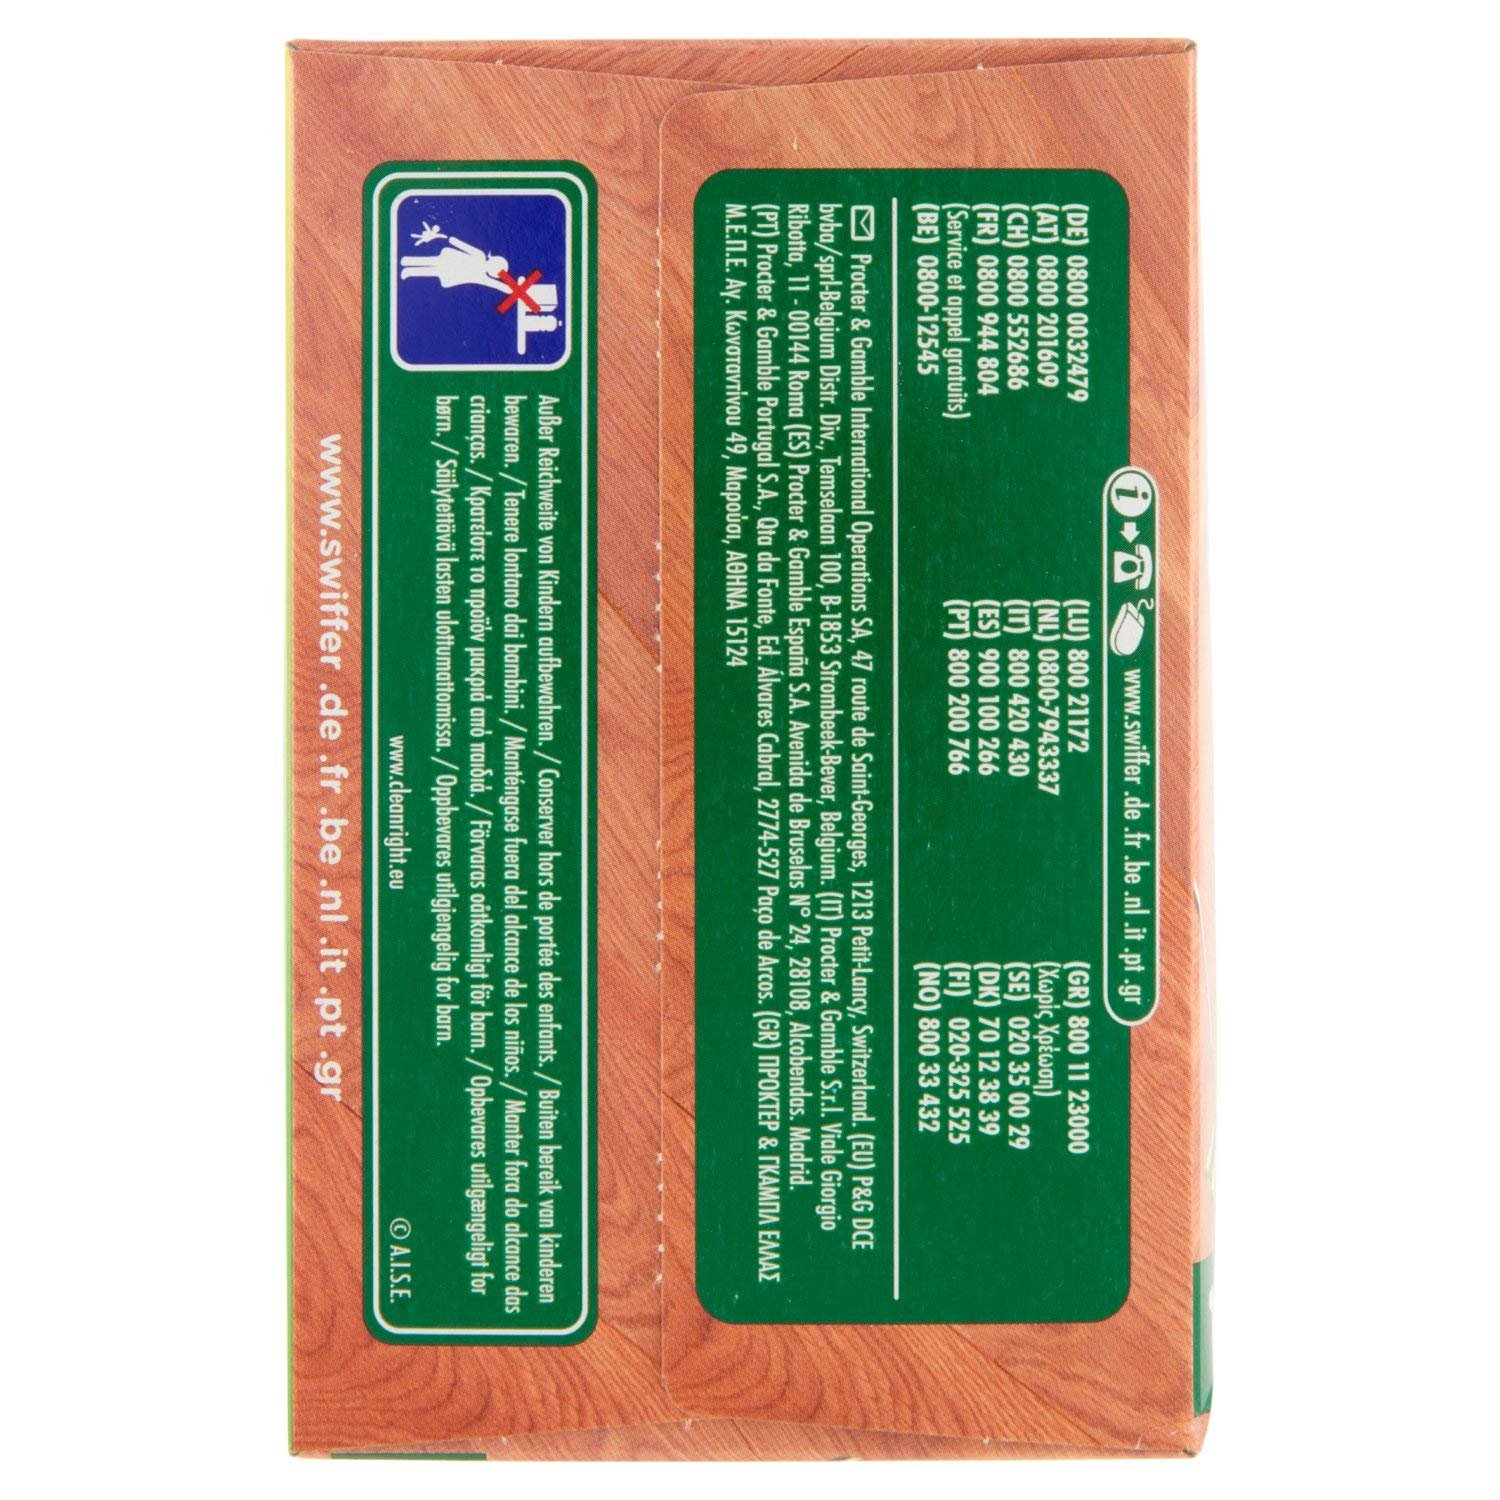 www.swiffer .de .fr .be .nl .it .pt .gr
(DE) 0800 0032479
(AT) 0800 201609
(CH) 0800 552686
(FR) 0800 944 804
(Service et appel gratuits)
(BE) 0800-12545
(LU) 800 21172
(NL) 0800-7943337
(IT) 800 420 430
(ES) 900 100 266
(PT) 800 200 766
(GR) 800 11 23000
(Χωρίς Χρέωση)
(SE) 020 35 00 29
(DK) 70 12 38 39
(FI) 020-325 525
(NO) 800 33 432
Procter & Gamble International Operations SA, 47 route de Saint-Georges, 1213 Petit-Lancy, Switzerland. (EU) P&G DCE
bvba/sprl-Belgium Distr. Div., Temselaan 100, B-1853 Strombeek-Bever, Belgium. (IT) Procter & Gamble S.r.l. Viale Giorgio
Ribotta, 11 - 00144 Roma (ES) Procter & Gamble España S.A. Avenida de Bruselas N° 24, 28108, Alcobendas. Madrid.
(PT) Procter & Gamble Portugal S.A., Qta da Fonte, Ed. Álvares Cabral, 2774-527 Paço de Arcos. (GR) ΠΡΟΚΤΕΡ & ΓΚΑΜΠΛ ΕΛΛΑΣ
Μ.Ε.Π.Ε. Αγ. Κωνσταντίνου 49, Μαρούσι, ΑΘΗΝΑ 15124
Außer Reichweite von Kindern aufbewahren. / Conserver hors de portée des enfants. / Buiten bereik van kinderen
bewaren. / Tenere lontano dai bambini. / Manténgase fuera del alcance de los niños. / Manter fora do alcance das
crianças. / Κρατείστε το προϊόν μακριά από παιδιά. / Förvaras oåtkomligt för barn. / Opbevares utilgængeligt for
børn. / Säilytettävä lasten ulottumattomissa. / Oppbevares utilgjengelig for barn.
www.cleanright.eu
© A.I.S.E.
www.swiffer .de .fr .be .nl .it .pt .gr